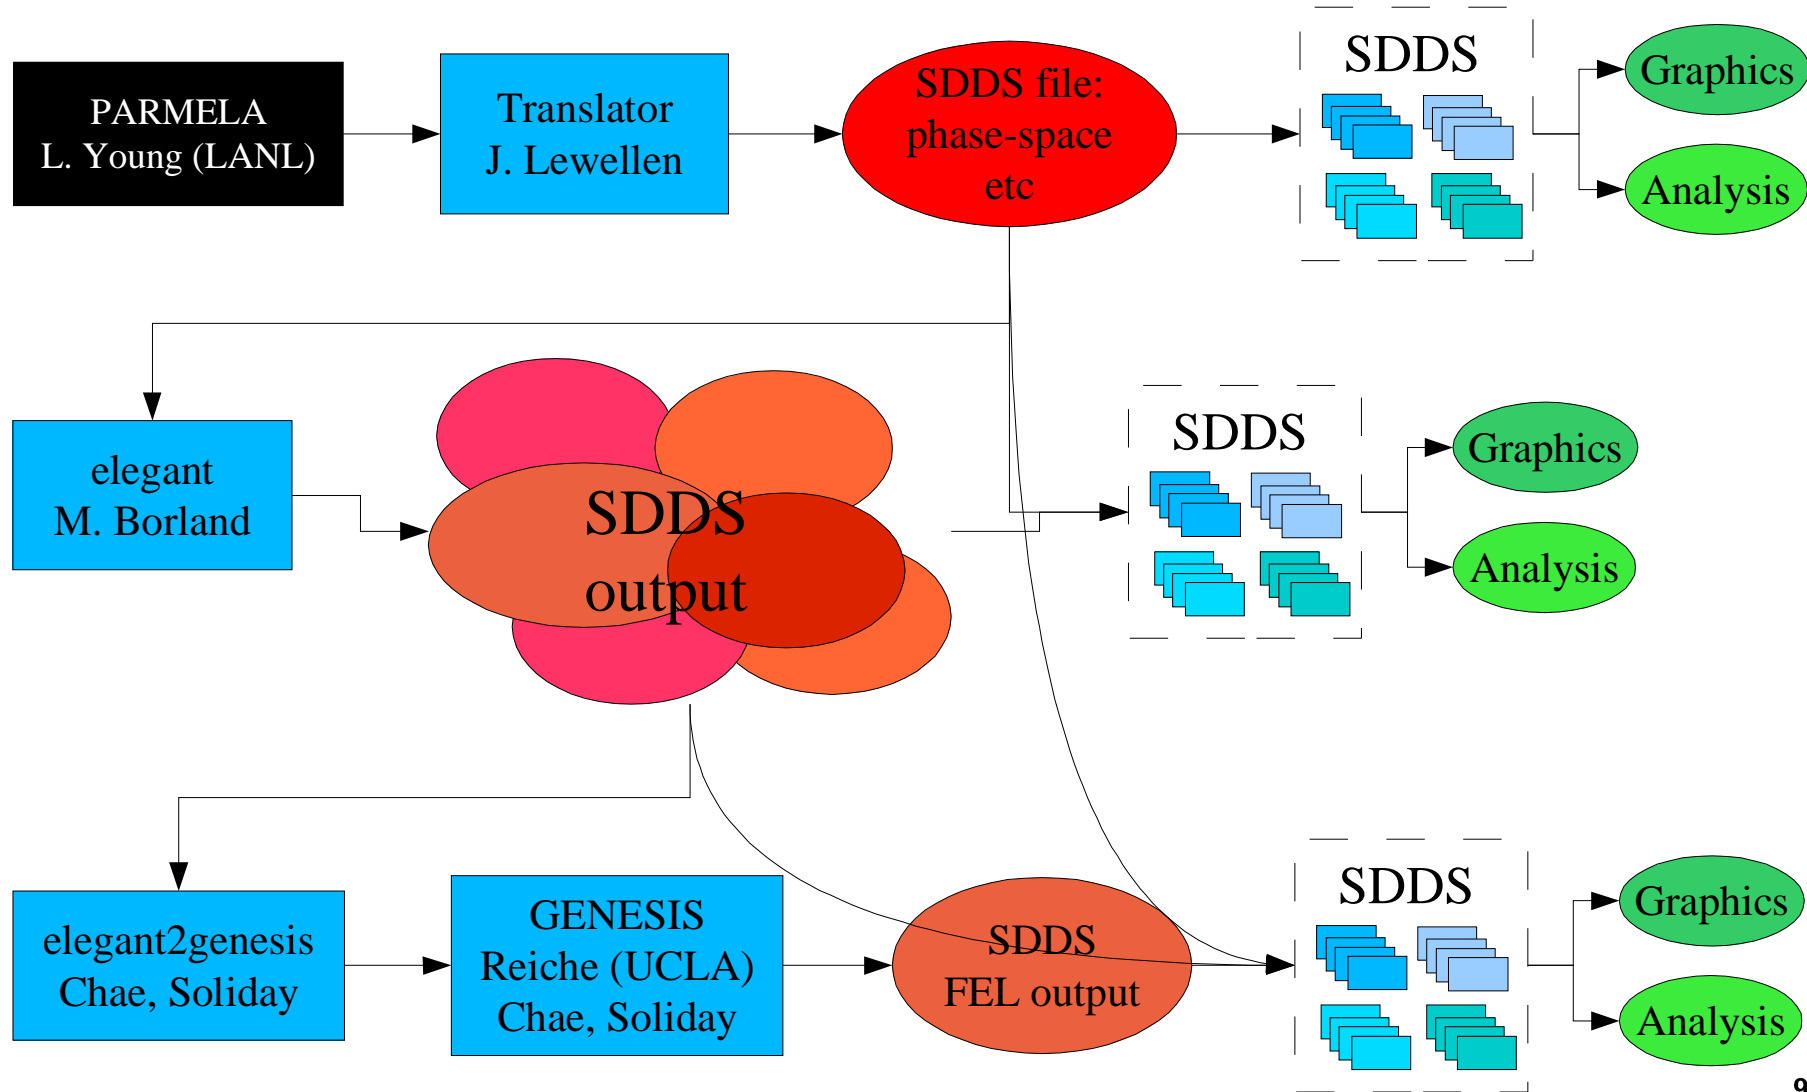 PARMELA
L. Young (LANL)
Translator
J. Lewellen
SDDS file:
phase-space
etc
SDDS
Graphics
Analysis
elegant
M. Borland
SDDS
output
SDDS
Graphics
Analysis
elegant2genesis
Chae, Soliday
GENESIS
Reiche (UCLA)
Chae, Soliday
SDDS
FEL output
SDDS
Graphics
Analysis
9